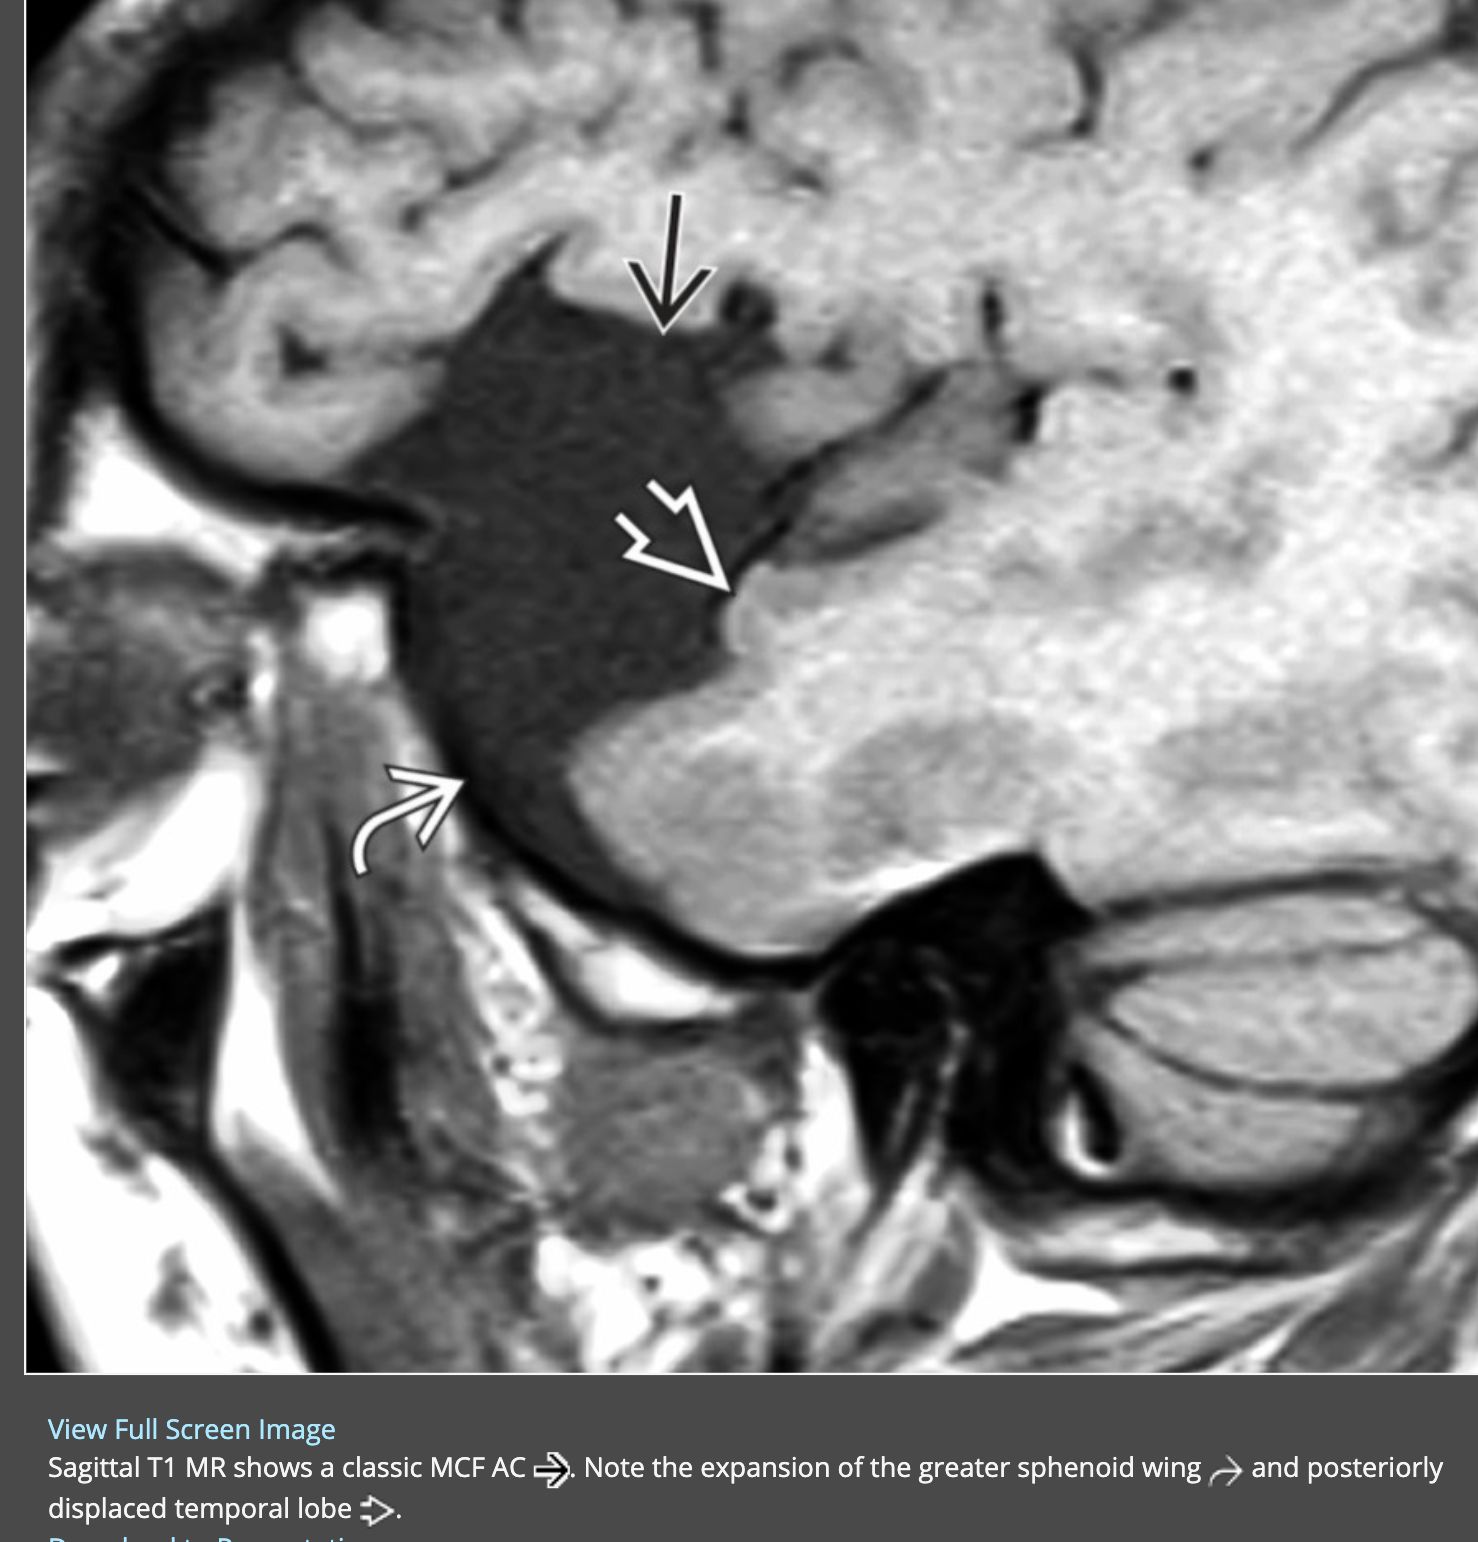 View Full Screen Image
Sagittal T1 MR shows a classic MCF AC . Note the expansion of the greater sphenoid wing and posteriorly
displaced temporal lobe .